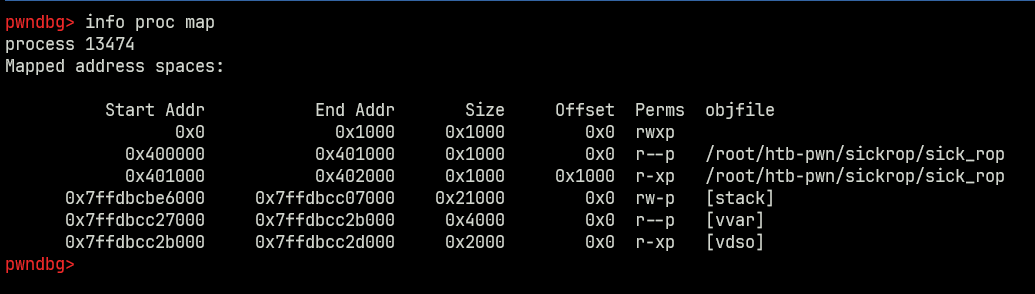 pwndbg> info proc map
process 13474
Mapped address spaces:
Start Addr End Addr Size Offset Perms objfile
0x0 0x1000 0x1000 0x0 rwxp
0x400000 0x401000 0x1000 0x0 r--p /root/htb-pwn/sickrop/sick_rop
0x401000 0x402000 0x1000 0x1000 r-xp /root/htb-pwn/sickrop/sick_rop
0x7ffdbcbe6000 0x7ffdbcc07000 0x21000 0x0 rw-p [stack]
0x7ffdbcc27000 0x7ffdbcc2b000 0x4000 0x0 r--p [vvar]
0x7ffdbcc2b000 0x7ffdbcc2d000 0x2000 0x0 r-xp [vdso]
pwndbg>